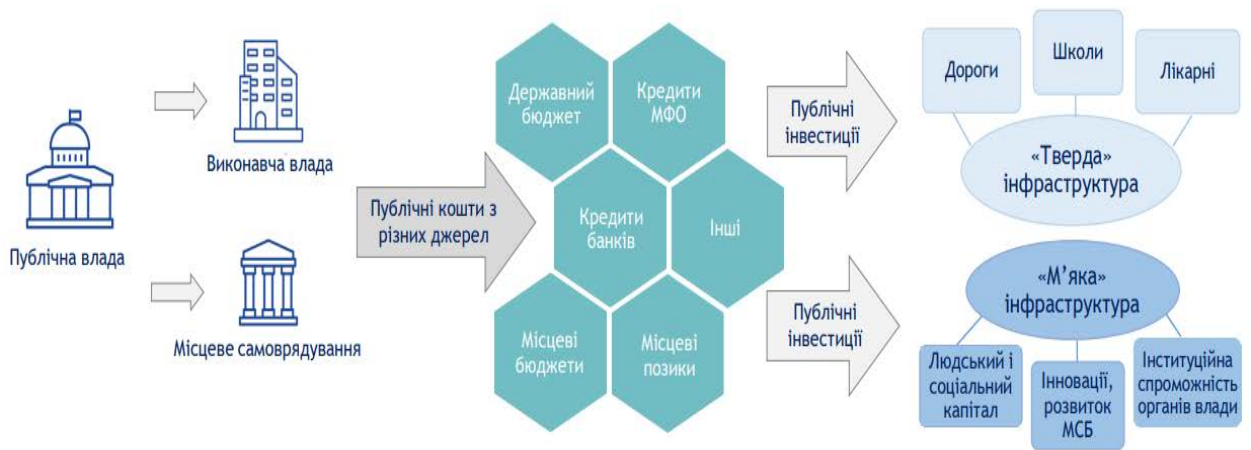 Публічна влада
Виконавча влада
Місцеве самоврядування
Публічні кошти з
різних джерел
Державний
бюджет
Кредити
МФО
Кредити
банків
Інші
Місцеві
бюджети
Місцеві
позики
Публічні
інвестиції
Публічні
інвестиції
Дороги
Школи
Лікарні
«Тверда»
інфраструктура
«М’яка»
інфраструктура
Людський і
соціальний
капітал
Інновації,
розвиток
МСБ
Інституційна
спроможність
органів влади